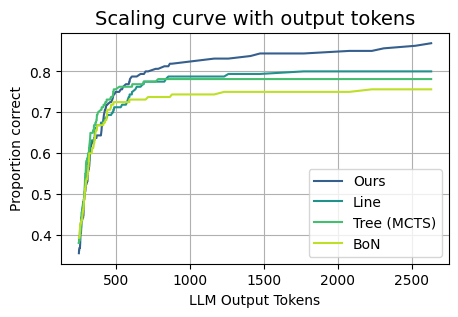 Scaling curve with output tokens
Proportion correct
0.8
0.7
0.6
0.5
0.4
Ours
Line
Tree (MCTS)
BoN
500
1000
1500
2000
2500
LLM Output Tokens